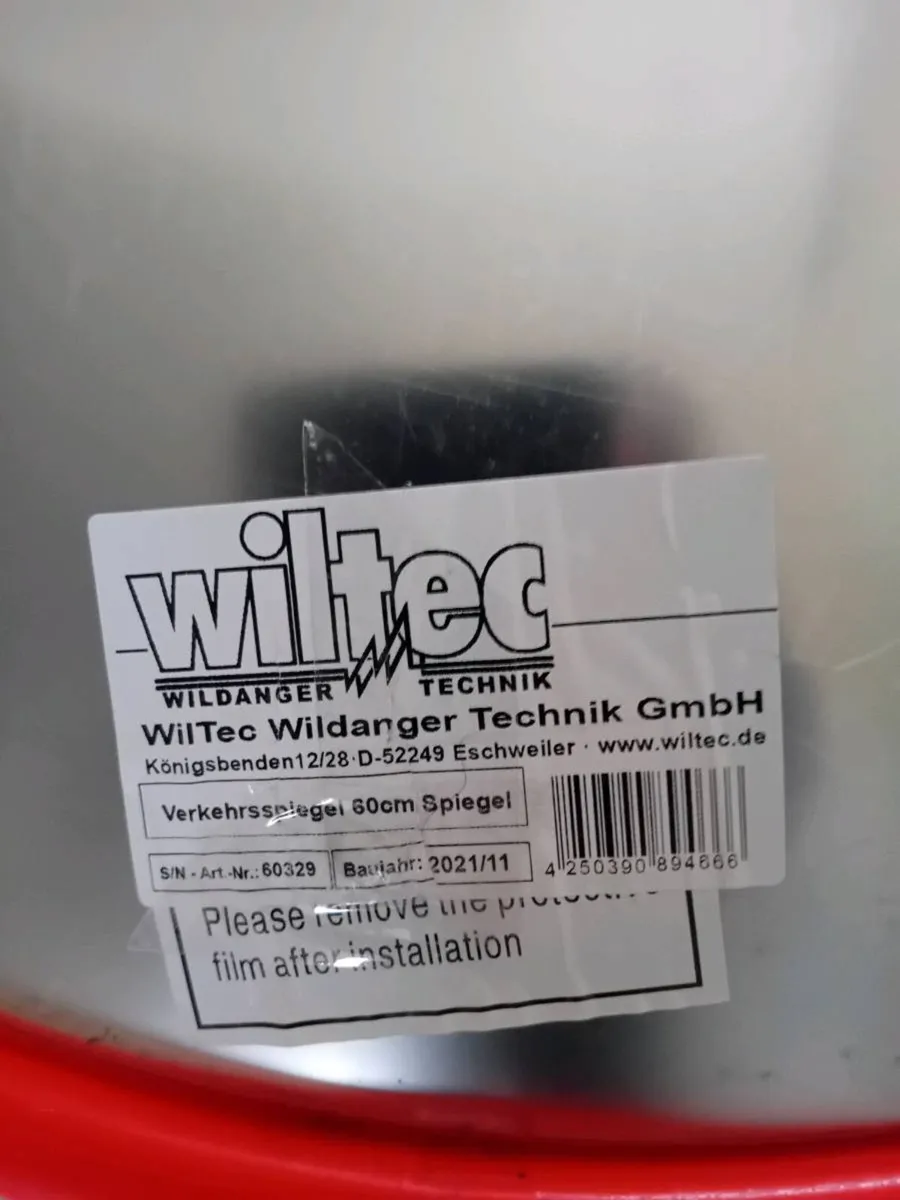 wiltec
WILDANGER TECHNIK
WilTec Wildanger Technik GmbH
Königsbenden12/28·D-52249 Eschweiler · www.wiltec.de
Verkehrsspiegel 60cm Spiegel
S/N - Art.-Nr.: 60329 Baujahr: 2021/11
4 250390 894666
Please remove the protective
film after installation